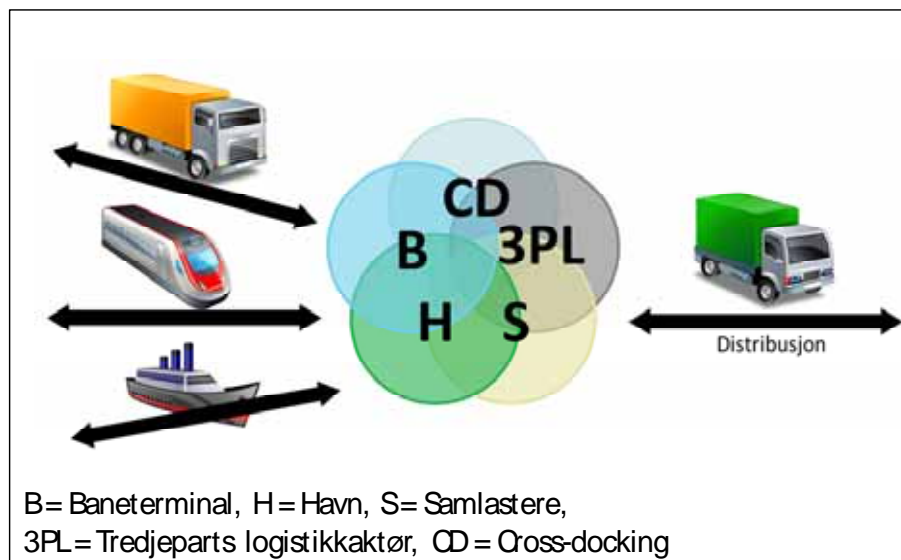 CD
B
3PL
H
S
Distribusjon
B= Baneterminal, H= Havn, S= Samlastere,
3PL= Tredjeparts logistikkaktør, CD = Cross-docking